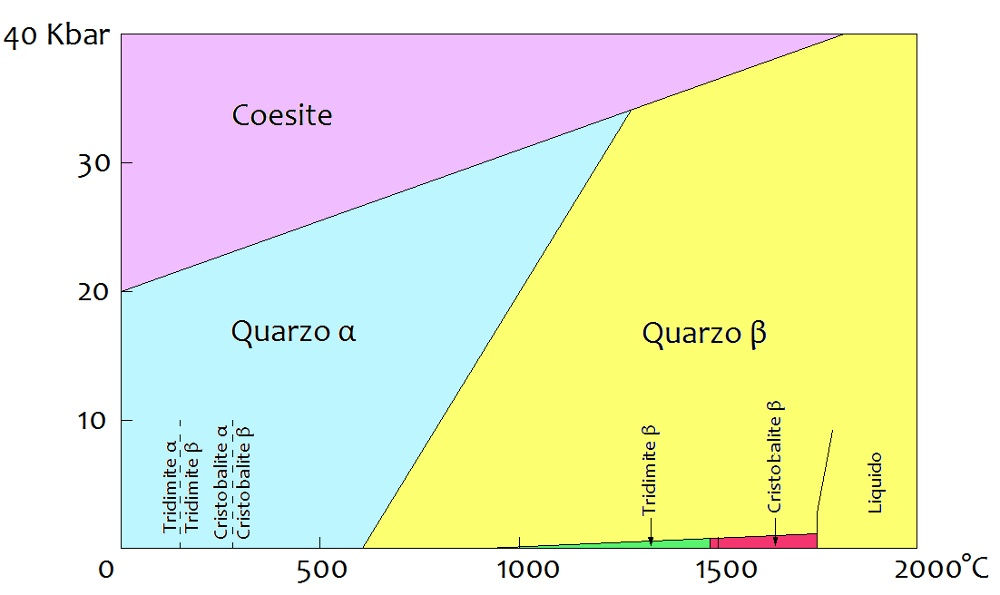 40 Kbar
Coesite
30
20
Quarzo α
Quarzo β
10
Tridimite α
Tridimite β
Cristobalite α
Cristobalite β
Tridimite β
Cristobalite β
Liquido
0
500
1000
1500
2000°C